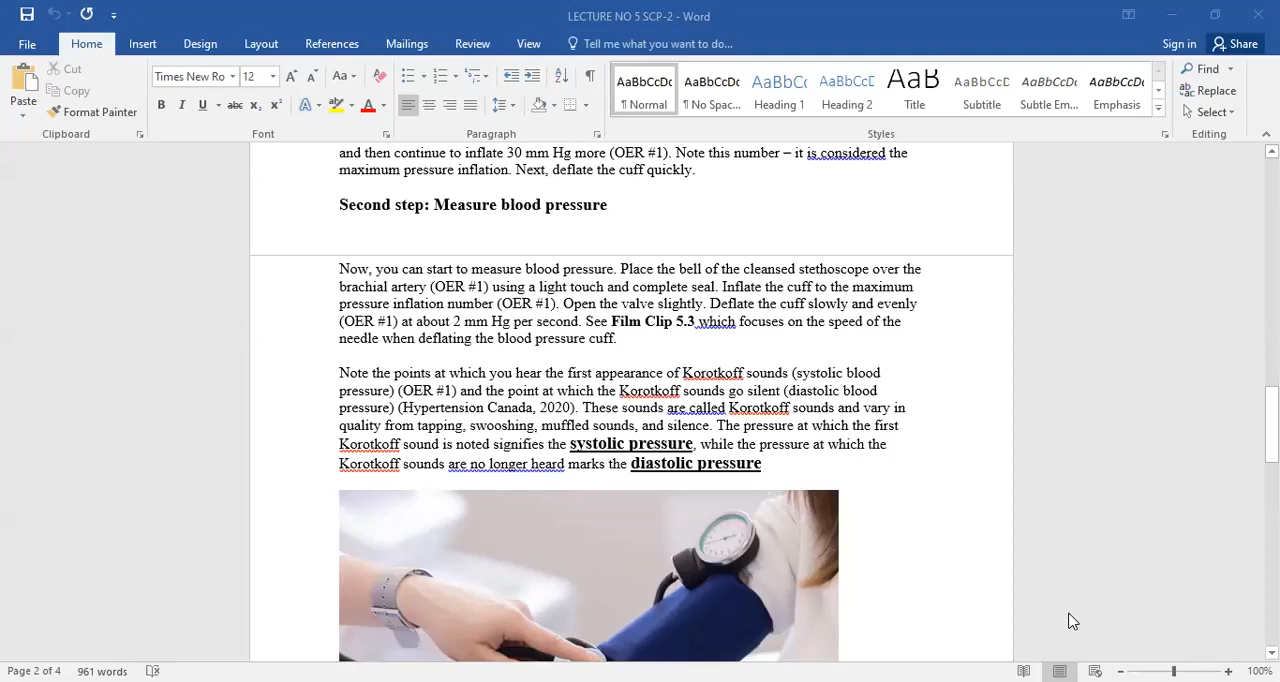 LECTURE NO 5 SCP-2 - Word
File Home Insert Design Layout References Mailings Review View Tell me what you want to do... Sign in Share
Paste Cut Copy Format Painter
Times New Ro 12
AaBbCcDc AaBbCcDc AaBbCc AaBbCcE AaB AaBbCcD AaBbCcDc AaBbCcDc
¶ Normal ¶ No Spac... Heading 1 Heading 2 Title Subtitle Subtle Em... Emphasis
Find Replace Select
Clipboard Font Paragraph Styles Editing
and then continue to inflate 30 mm Hg more (OER #1). Note this number – it is considered the
maximum pressure inflation. Next, deflate the cuff quickly.
Second step: Measure blood pressure
Now, you can start to measure blood pressure. Place the bell of the cleansed stethoscope over the
brachial artery (OER #1) using a light touch and complete seal. Inflate the cuff to the maximum
pressure inflation number (OER #1). Open the valve slightly. Deflate the cuff slowly and evenly
(OER #1) at about 2 mm Hg per second. See Film Clip 5.3 which focuses on the speed of the
needle when deflating the blood pressure cuff.
Note the points at which you hear the first appearance of Korotkoff sounds (systolic blood
pressure) (OER #1) and the point at which the Korotkoff sounds go silent (diastolic blood
pressure) (Hypertension Canada, 2020). These sounds are called Korotkoff sounds and vary in
quality from tapping, swooshing, muffled sounds, and silence. The pressure at which the first
Korotkoff sound is noted signifies the systolic pressure, while the pressure at which the
Korotkoff sounds are no longer heard marks the diastolic pressure
Page 2 of 4 961 words 100%